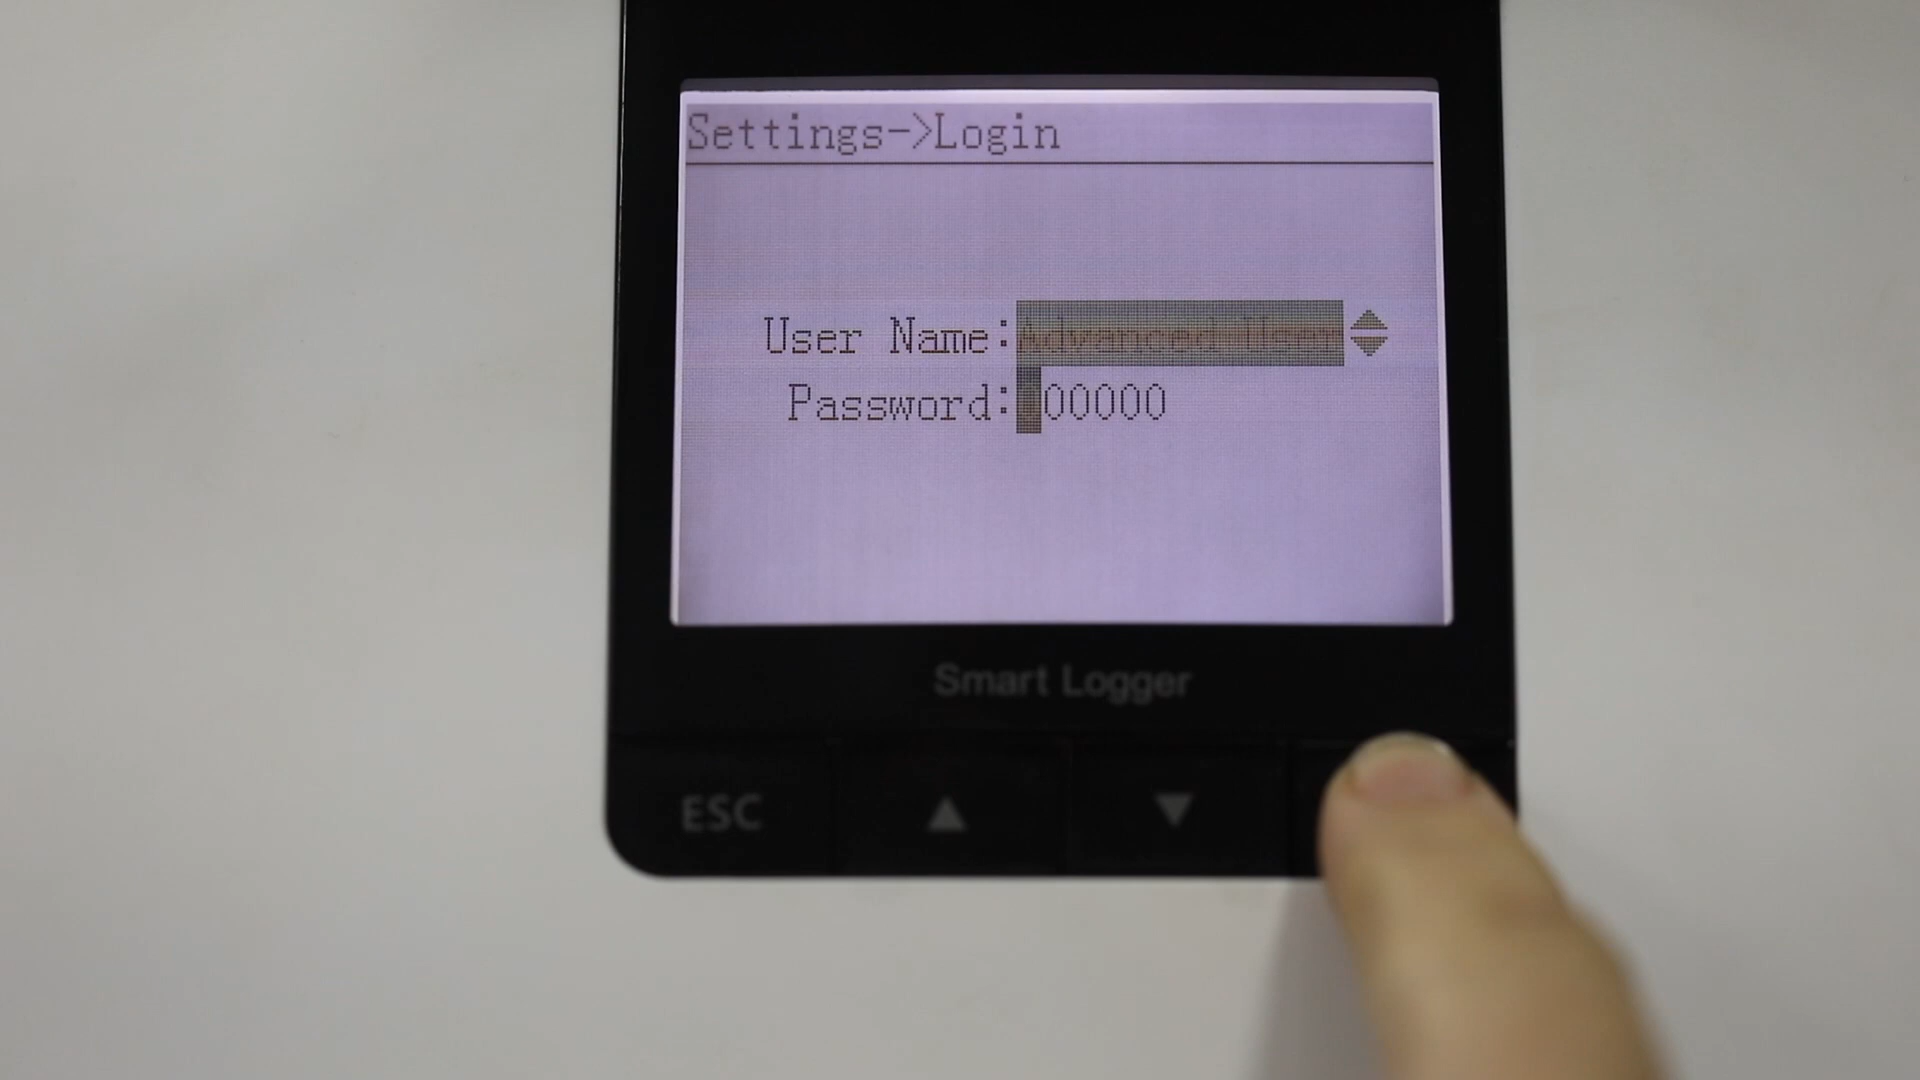 Settings->Login
User Name:Advanced User
Password: 00000
Smart Logger
ESC ▲ ▼